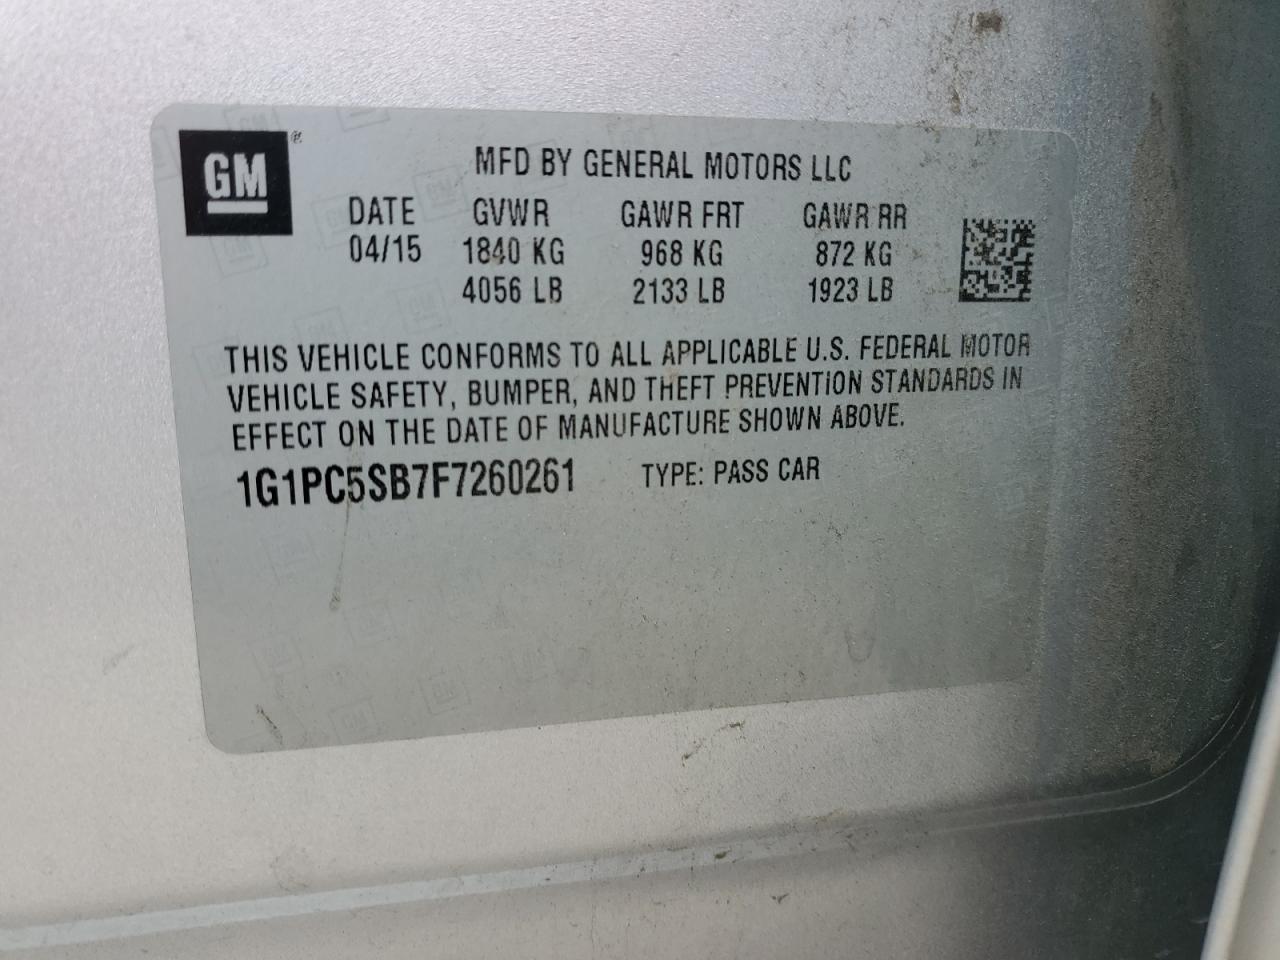 GM®
MFD BY GENERAL MOTORS LLC
DATE GVWR GAWR FRT GAWR RR
04/15 1840 KG 968 KG 872 KG
4056 LB 2133 LB 1923 LB
THIS VEHICLE CONFORMS TO ALL APPLICABLE U.S. FEDERAL MOTOR
VEHICLE SAFETY, BUMPER, AND THEFT PREVENTION STANDARDS IN
EFFECT ON THE DATE OF MANUFACTURE SHOWN ABOVE.
1G1PC5SB7F7260261 TYPE: PASS CAR